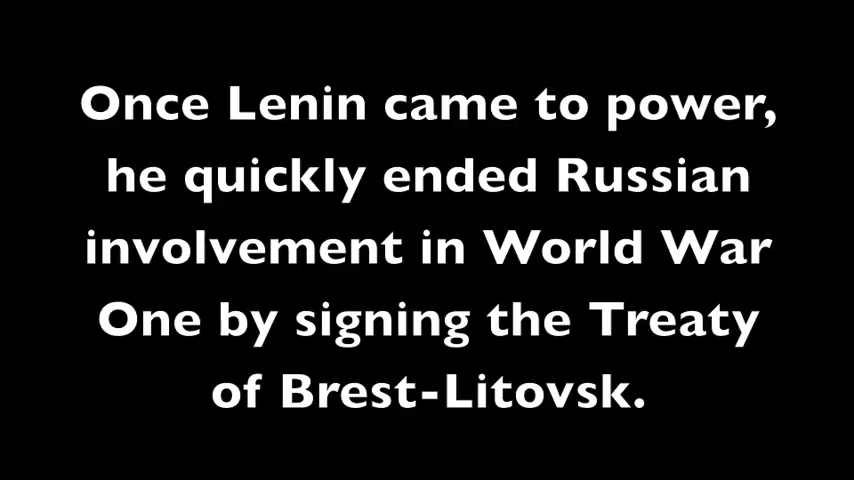 Once Lenin came to power,
he quickly ended Russian
involvement in World War
One by signing the Treaty
of Brest-Litovsk.